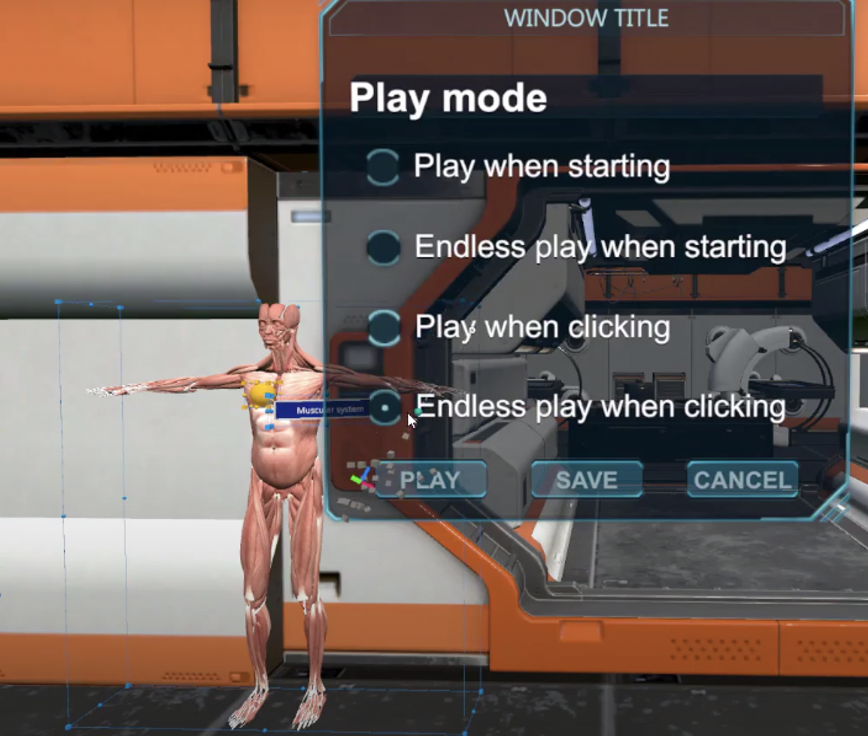 WINDOW TITLE
Play mode
Play when starting
Endless play when starting
Play when clicking
Muscular system
Endless play when clicking
PLAY
SAVE
CANCEL